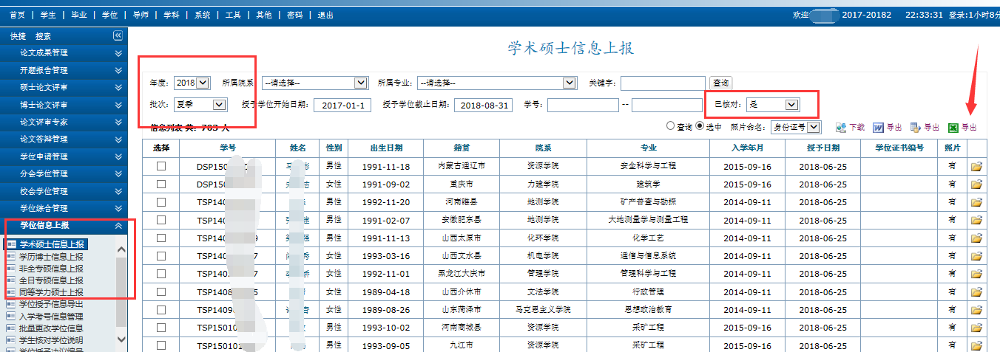 首页 | 学生 | 毕业 | 学位 | 导师 | 学科 | 系统 | 工具 | 其他 | 密码 | 退出
欢迎 2017-20182 22:33:31 登录:1小时8分
快捷 搜索
论文成果管理
开题报告管理
硕士论文评审
博士论文评审
论文评审专家
论文答辩管理
学位申请管理
分会学位管理
校会学位管理
学位综合管理
学位信息上报
学术硕士信息上报
学历博士信息上报
非全专硕信息上报
全日专硕信息上报
同等学力硕士上报
学位授予信息导出
入学考号信息管理
批量更改学位信息
学生核对学位说明
学位授予决议编号
学术硕士信息上报
年度: 2018 所属院系 --请选择-- 所属专业: --请选择-- 关键字: 查询
批次: 夏季 授予学位开始日期: 2017-01-1 授予学位截止日期: 2018-08-31 学号: -- 已核对: 是
信息列表 共: 783 人 查询 选中 照片命名: 身份证号 下载 导出 导出 导出
选择 学号 姓名 性别 出生日期 籍贯 院系 专业 入学年月 授予日期 学位证书编号 照片
DSP150 男性 1991-11-18 内蒙古通辽市 资源学院 安全科学与工程 2015-09-16 2018-06-25 有
DSP150 女性 1991-09-02 重庆市 力建学院 建筑学 2015-09-16 2018-06-25 有
TSP140 男性 1992-11-20 河南睢县 地测学院 矿产普查与勘探 2014-09-11 2018-06-25 有
TSP140 男性 1991-02-07 安徽肥东县 地测学院 大地测量学与测量工程 2014-09-11 2018-06-25 有
TSP140 9 男性 1991-11-13 山西太原市 化环学院 化学工艺 2014-09-11 2018-06-25 有
TSP140 7 女性 1993-03-16 山西文水县 机电学院 通信与信息系统 2014-09-11 2018-06-25 有
TSP140 7 女性 1992-11-01 黑龙江大庆市 管理学院 管理科学与工程 2014-09-11 2018-06-25 有
TSP1408 5 女性 1989-04-18 山西介休市 文法学院 行政管理 2014-09-11 2018-06-25 有
TSP1409 女性 1989-08-26 山东菏泽市 马克思主义学院 思想政治教育 2014-09-11 2018-06-25 有
TSP15010 男性 1993-10-02 河南商城县 资源学院 采矿工程 2015-09-16 2018-06-25 有
TSP150101 男性 1993-09-05 九江市 资源学院 采矿工程 2015-09-16 2018-06-25 有